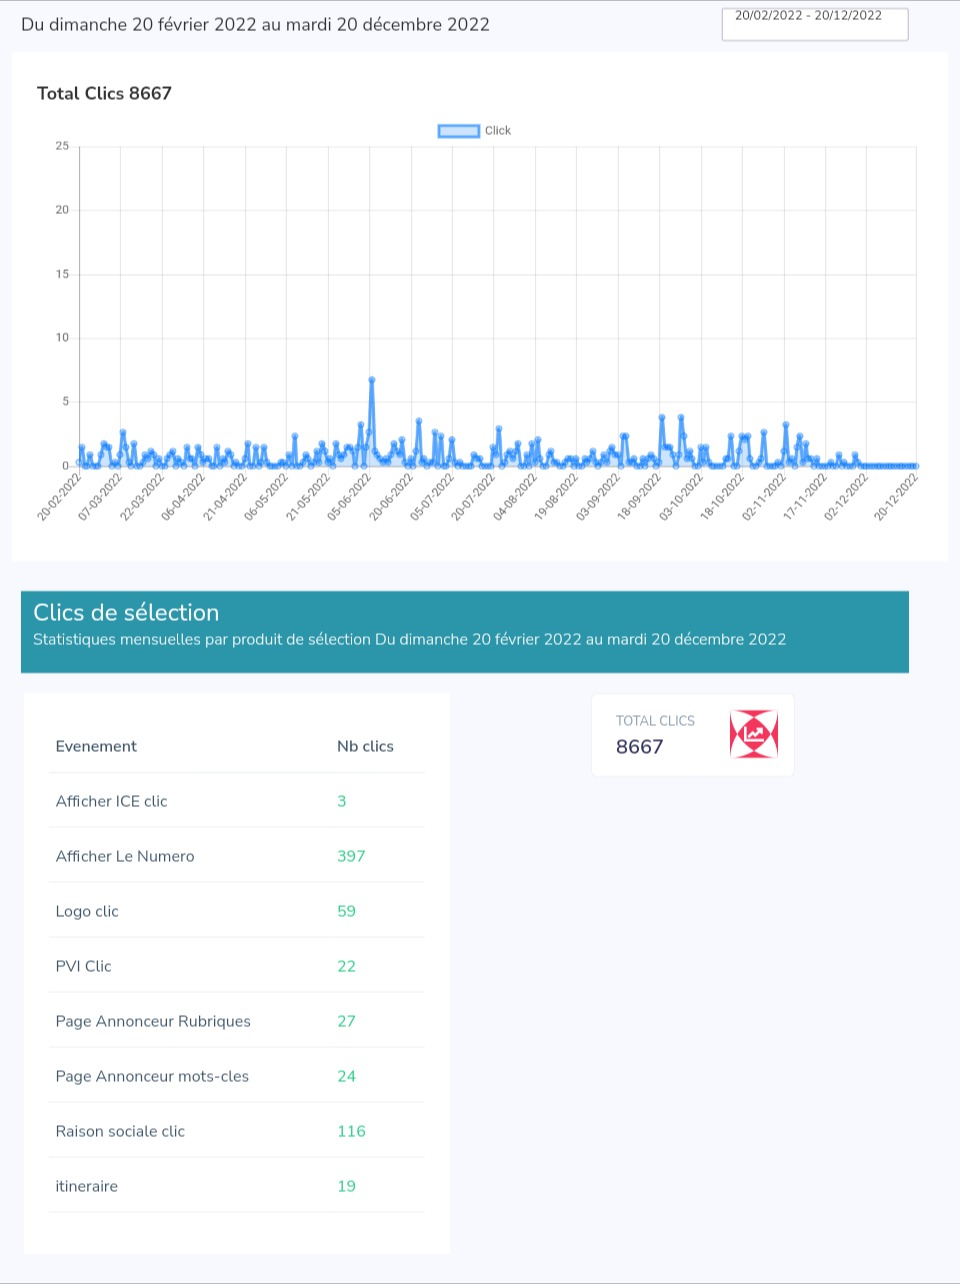 Du dimanche 20 février 2022 au mardi 20 décembre 2022
20/02/2022 - 20/12/2022
Total Clics 8667
Click
25
20
15
10
5
0
20-02-2022
07-03-2022
22-03-2022
06-04-2022
21-04-2022
06-05-2022
21-05-2022
05-06-2022
20-06-2022
05-07-2022
20-07-2022
04-08-2022
19-08-2022
03-09-2022
18-09-2022
03-10-2022
18-10-2022
02-11-2022
17-11-2022
02-12-2022
20-12-2022
Clics de sélection
Statistiques mensuelles par produit de sélection Du dimanche 20 février 2022 au mardi 20 décembre 2022
TOTAL CLICS
8667
Evenement Nb clics
Afficher ICE clic 3
Afficher Le Numero 397
Logo clic 59
PVI Clic 22
Page Annonceur Rubriques 27
Page Annonceur mots-cles 24
Raison sociale clic 116
itineraire 19